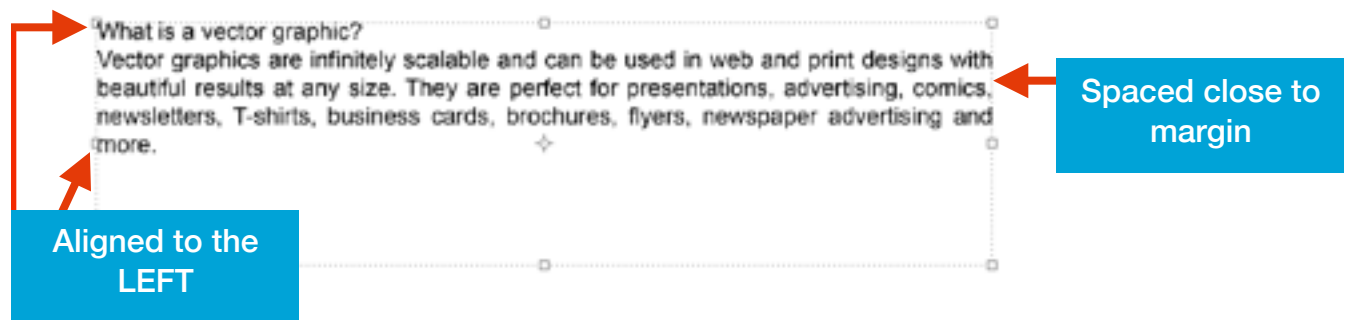 What is a vector graphic?
Vector graphics are infinitely scalable and can be used in web and print designs with
beautiful results at any size. They are perfect for presentations, advertising, comics,
newsletters, T-shirts, business cards, brochures, flyers, newspaper advertising and
more.
Spaced close to
margin
Aligned to the
LEFT